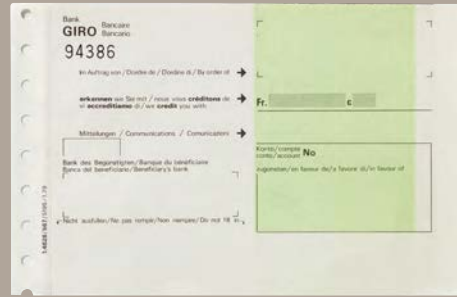 Bank
GIRO Bancaire
Bancario
94386
Im Auftrag von / D'ordre de / D'ordine di / By order of
erkennen wir Sie mit / nous vous créditons de
vi accreditiamo di / we credit you with
Fr. c
Mitteilungen / Communications / Comunicazioni
Konto/compte
conto/account No
Bank des Begünstigten/Banque du bénéficiaire
Banca del beneficiario/Beneficiary's bank
zugunsten/en faveur de/a favore di/in favour of
Nicht ausfüllen/Ne pas remplir/Non riempire/Do not fill in